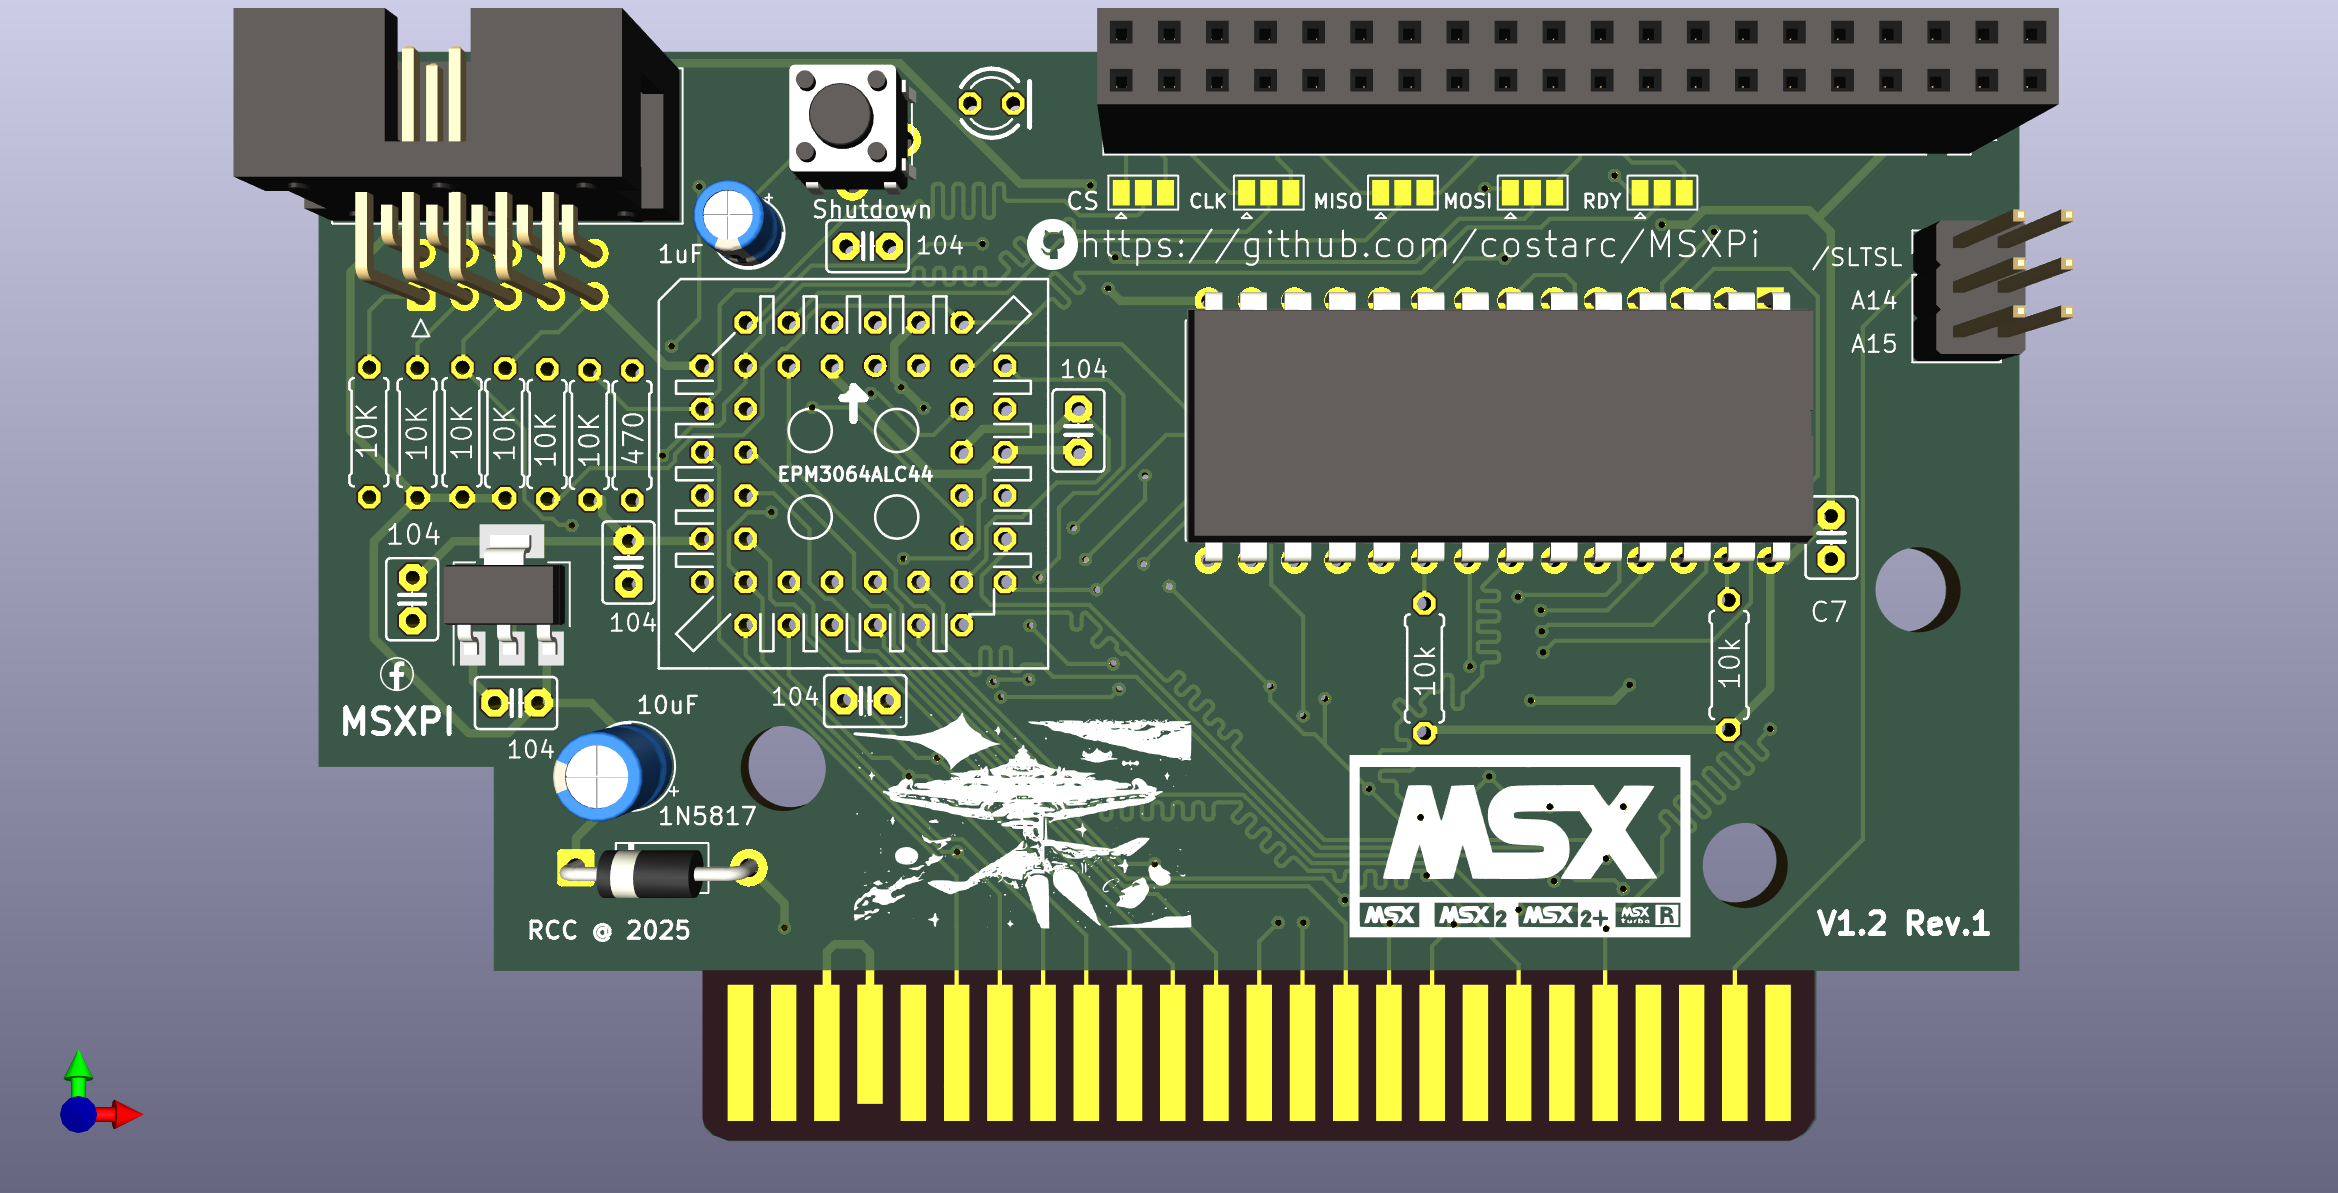 Shutdown
1uF
104
CS
CLK
MISO
MOSI
RDY
https://github.com/costarc/MSXPi
/SLTSL
A14
A15
10K
10K
10K
10K
10K
10K
470
104
EPM3064ALC44
104
104
C7
10k
10k
MSXPI
104
10uF
104
1N5817
RCC @ 2025
MSX
MSX
MSX 2
MSX 2+
MSX turbo R
V1.2 Rev.1